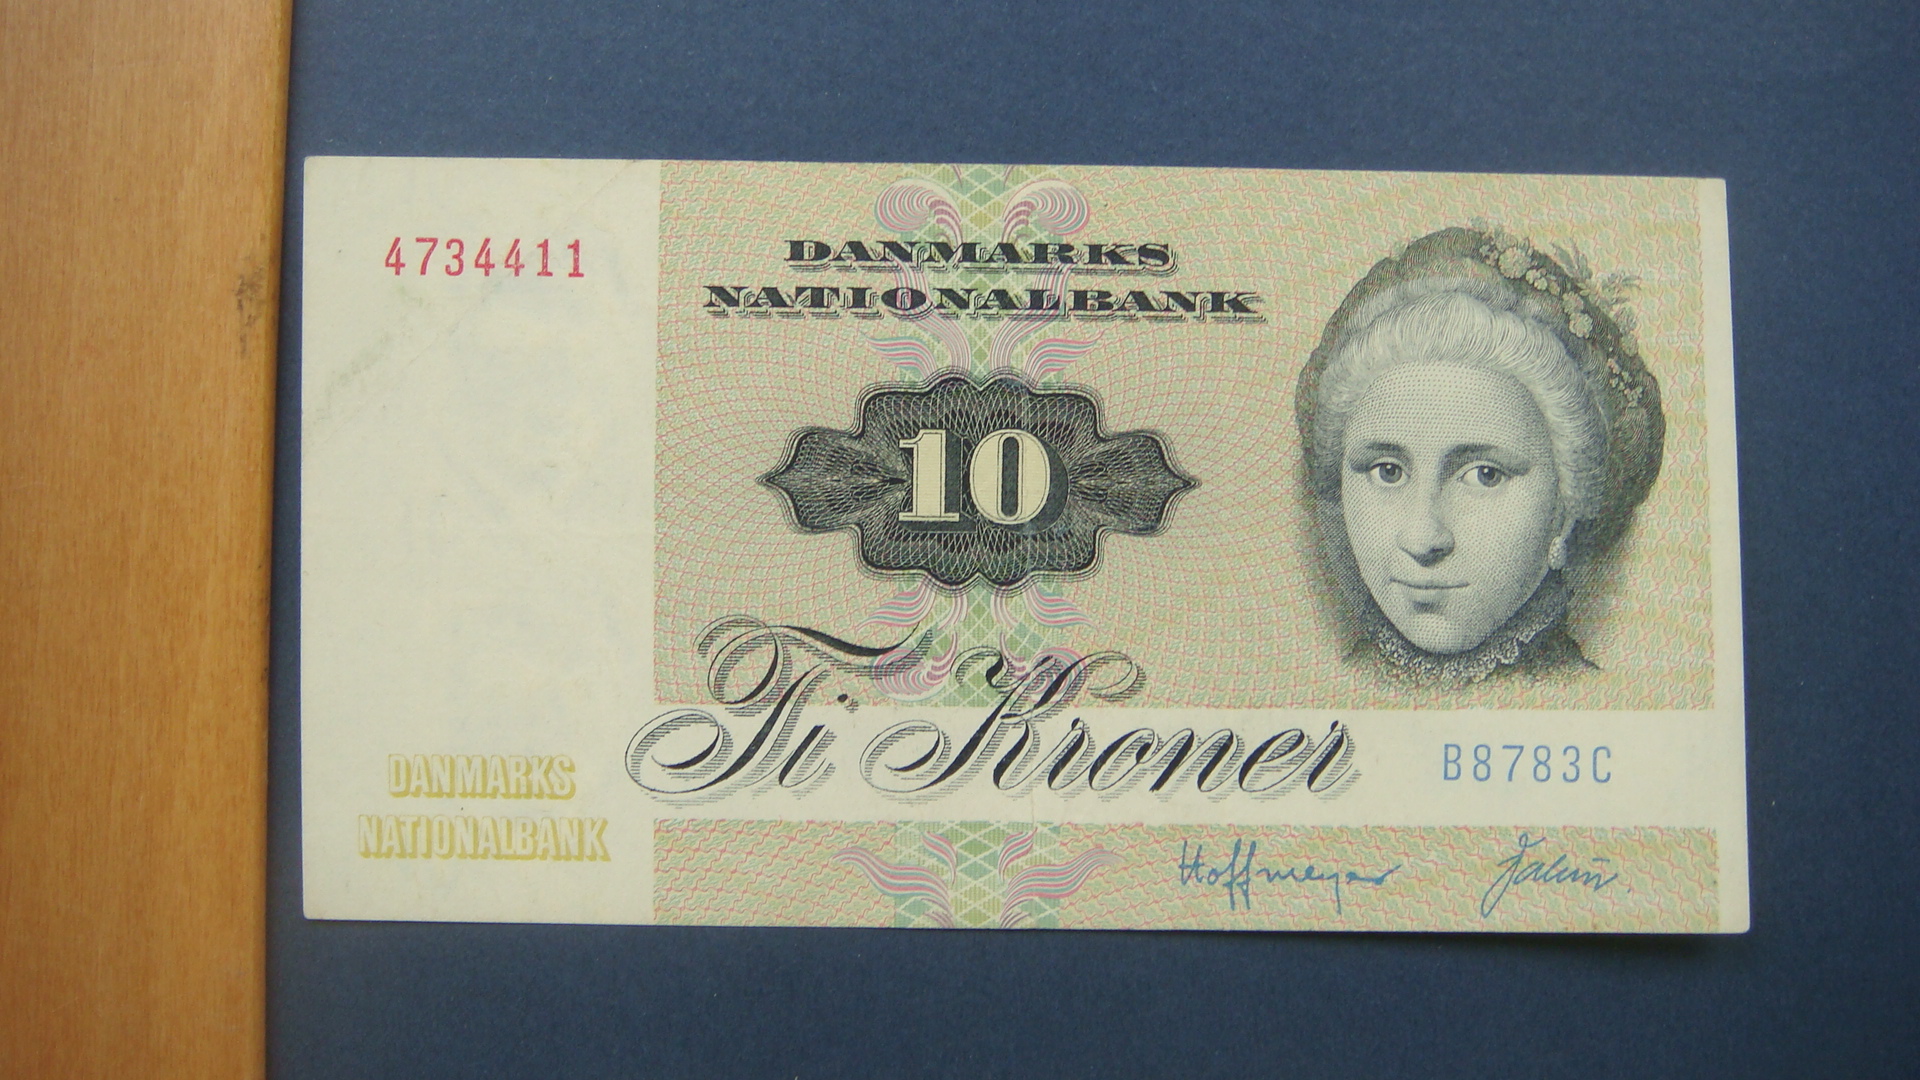 4734411
DANMARKS
NATIONALBANK
10
Ti Kroner
DANMARKS
NATIONALBANK
B8783C
Hoffmeyer